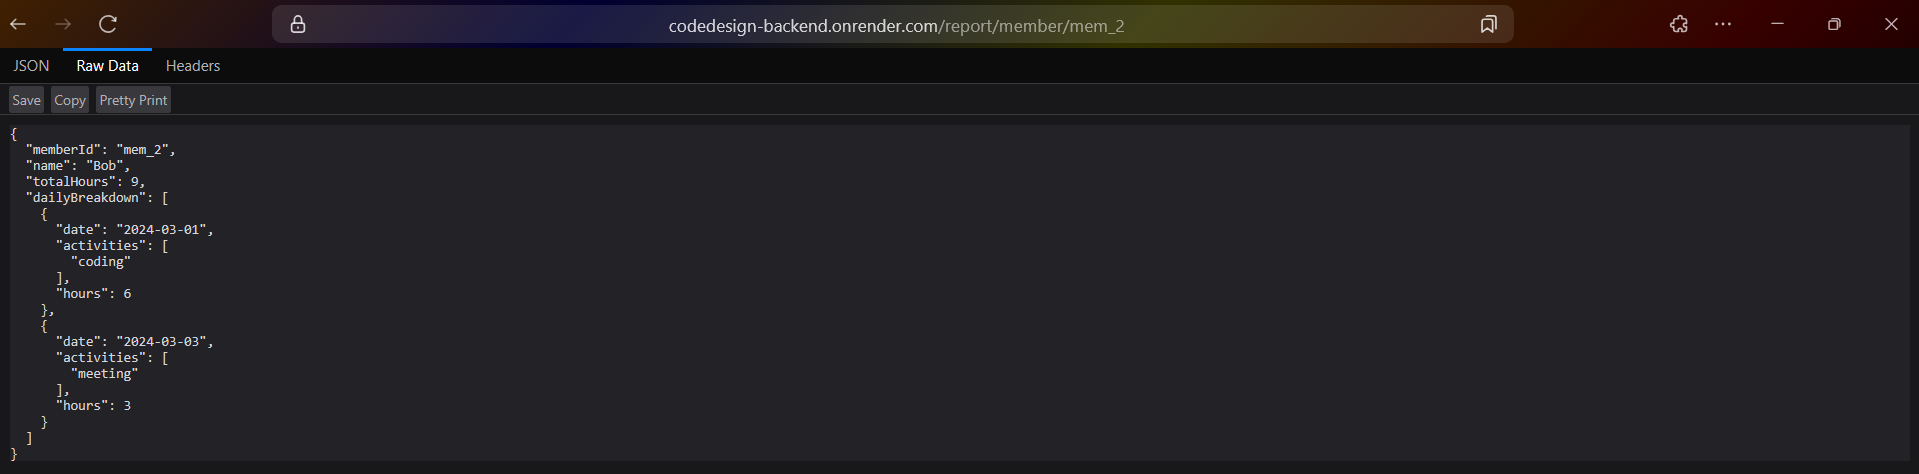 codedesign-backend.onrender.com/report/member/mem_2
JSON Raw Data Headers
Save Copy Pretty Print
{
  "memberId": "mem_2",
  "name": "Bob",
  "totalHours": 9,
  "dailyBreakdown": [
    {
      "date": "2024-03-01",
      "activities": [
        "coding"
      ],
      "hours": 6
    },
    {
      "date": "2024-03-03",
      "activities": [
        "meeting"
      ],
      "hours": 3
    }
  ]
}